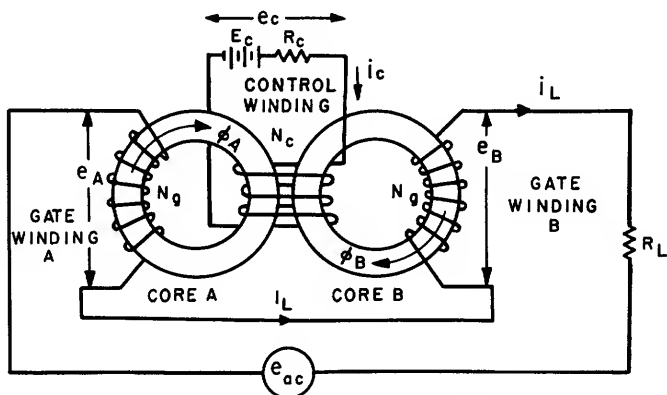 e_c
E_c R_c
i_c
CONTROL
WINDING
N_c
i_L
ϕ_A
e_A
N_g
GATE
WINDING
A
e_B
N_g
GATE
WINDING
B
R_L
ϕ_B
CORE A
CORE B
i_L
e_ac